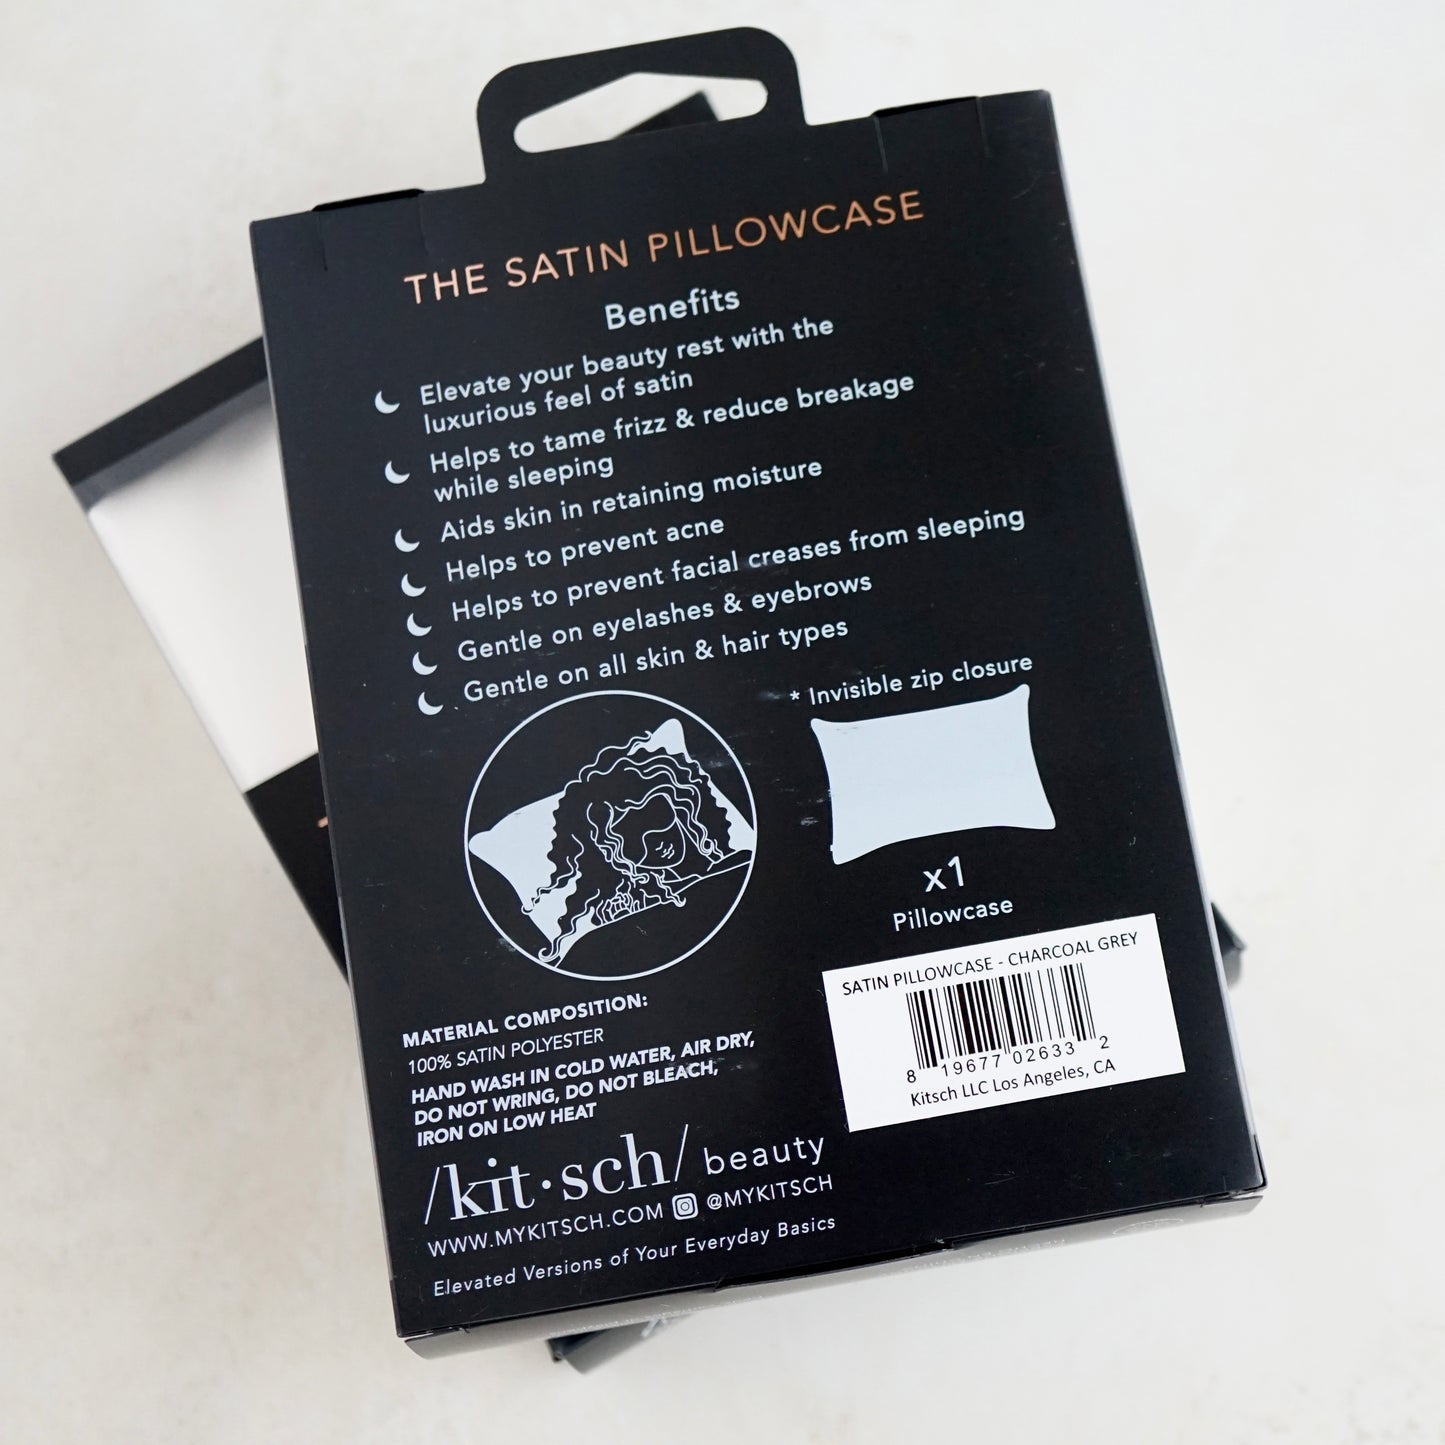 THE SATIN PILLOWCASE
Benefits
Elevate your beauty rest with the
luxurious feel of satin
Helps to tame frizz & reduce breakage
while sleeping
Aids skin in retaining moisture
Helps to prevent acne
Helps to prevent facial creases from sleeping
Gentle on eyelashes & eyebrows
Gentle on all skin & hair types
* Invisible zip closure
x1
Pillowcase
SATIN PILLOWCASE - CHARCOAL GREY
8 19677 02633 2
Kitsch LLC Los Angeles, CA
MATERIAL COMPOSITION:
100% SATIN POLYESTER
HAND WASH IN COLD WATER, AIR DRY,
DO NOT WRING, DO NOT BLEACH,
IRON ON LOW HEAT
/kit·sch/ beauty
WWW.MYKITSCH.COM @MYKITSCH
Elevated Versions of Your Everyday Basics